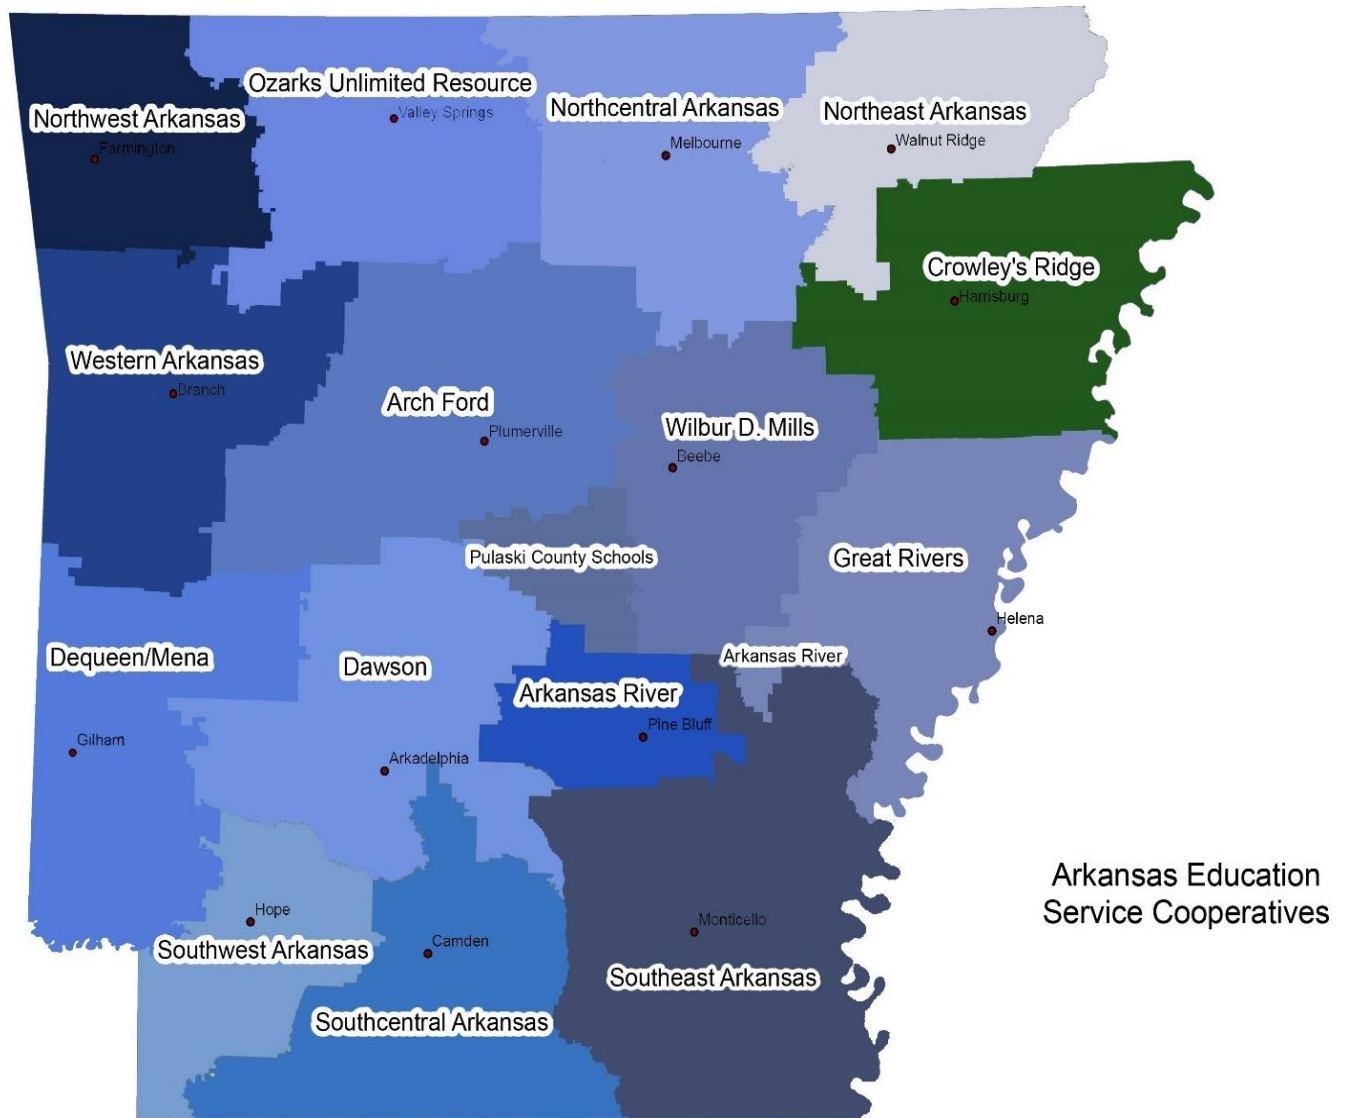 Ozarks Unlimited Resource
Valley Springs
Northwest Arkansas
Farmington
Northcentral Arkansas
Melbourne
Northeast Arkansas
Walnut Ridge
Crowley's Ridge
Harrisburg
Western Arkansas
Branch
Arch Ford
Plumerville
Wilbur D. Mills
Beebe
Pulaski County Schools
Great Rivers
Helena
Dequeen/Mena
Gilham
Dawson
Arkadelphia
Arkansas River
Arkansas River
Pine Bluff
Arkansas Education
Service Cooperatives
Hope
Southwest Arkansas
Camden
Southcentral Arkansas
Monticello
Southeast Arkansas